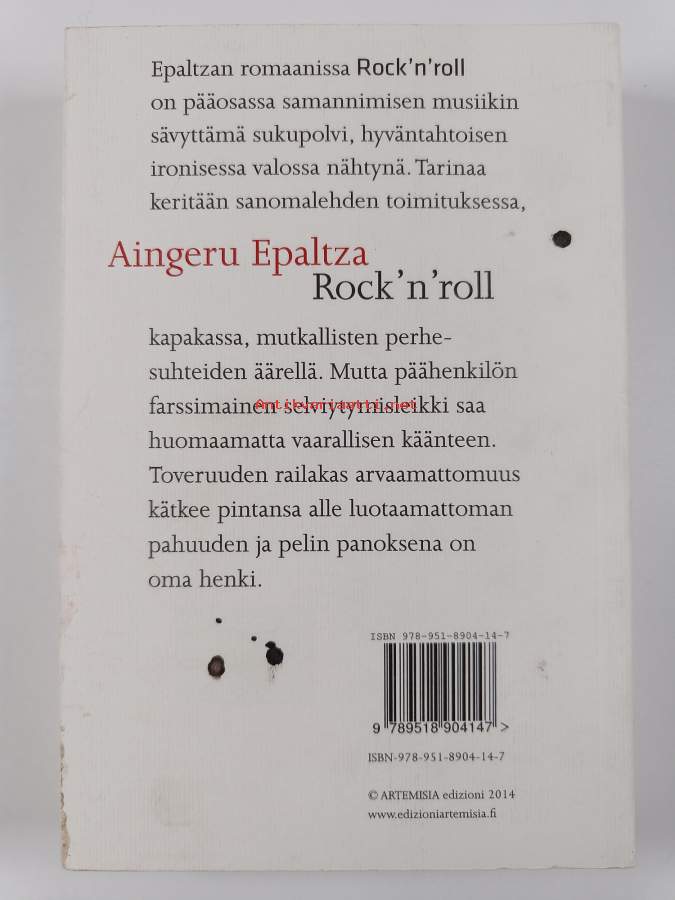 Epaltzan romaanissa Rock’n’roll
on pääosassa samannimisen musiikin
sävyttämä sukupolvi, hyväntahtoisen
ironisessa valossa nähtynä. Tarinaa
keritään sanomalehden toimituksessa,
Aingeru Epaltza
Rock’n’roll
kapakassa, mutkallisten perhe-
suhteiden äärellä. Mutta päähenkilön
farssimainen selviytymisleikki saa
Antikvariaatti.net
huomaamatta vaarallisen käänteen.
Toveruuden railakas arvaamattomuus
kätkee pintansa alle luotaamattoman
pahuuden ja pelin panoksena on
oma henki.
ISBN 978-951-8904-14-7
9 789518 904147 >
ISBN-978-951-8904-14-7
© ARTEMISIA edizioni 2014
www.edizioniartemisia.fi